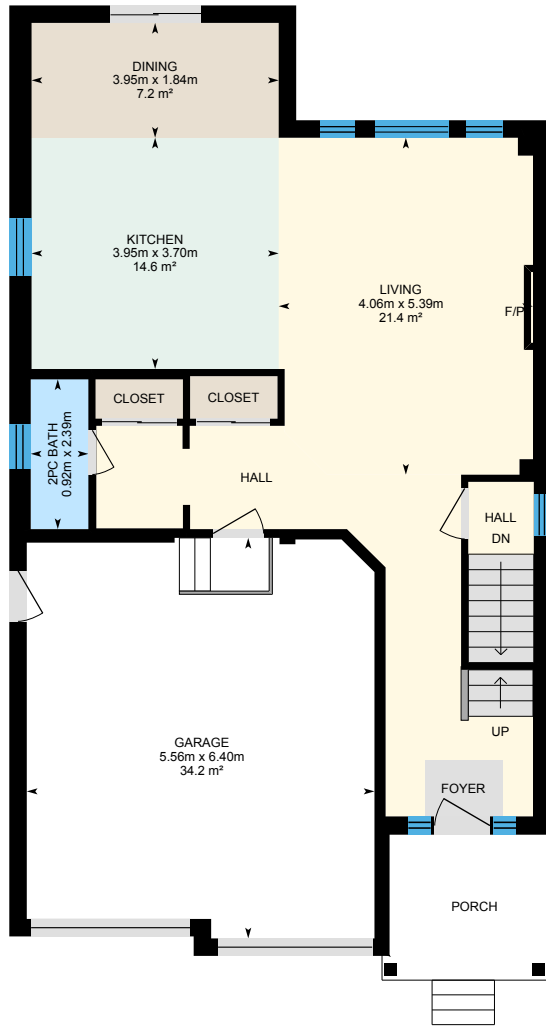 DINING
3.95m x 1.84m
7.2 m²
KITCHEN
3.95m x 3.70m
14.6 m²
LIVING
4.06m x 5.39m
21.4 m²
F/P
CLOSET
CLOSET
2PC BATH
0.92m x 2.39m
HALL
HALL
DN
UP
GARAGE
5.56m x 6.40m
34.2 m²
FOYER
PORCH